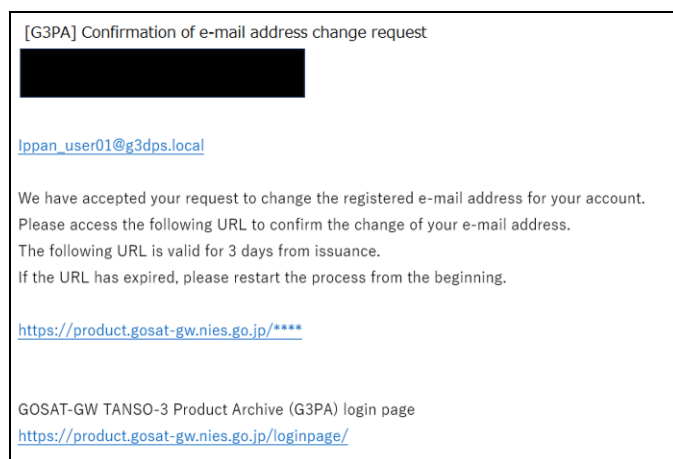 [G3PA] Confirmation of e-mail address change request
Ippan_user01@g3dps.local
We have accepted your request to change the registered e-mail address for your account.
Please access the following URL to confirm the change of your e-mail address.
The following URL is valid for 3 days from issuance.
If the URL has expired, please restart the process from the beginning.
https://product.gosat-gw.nies.go.jp/****
GOSAT-GW TANSO-3 Product Archive (G3PA) login page
https://product.gosat-gw.nies.go.jp/loginpage/